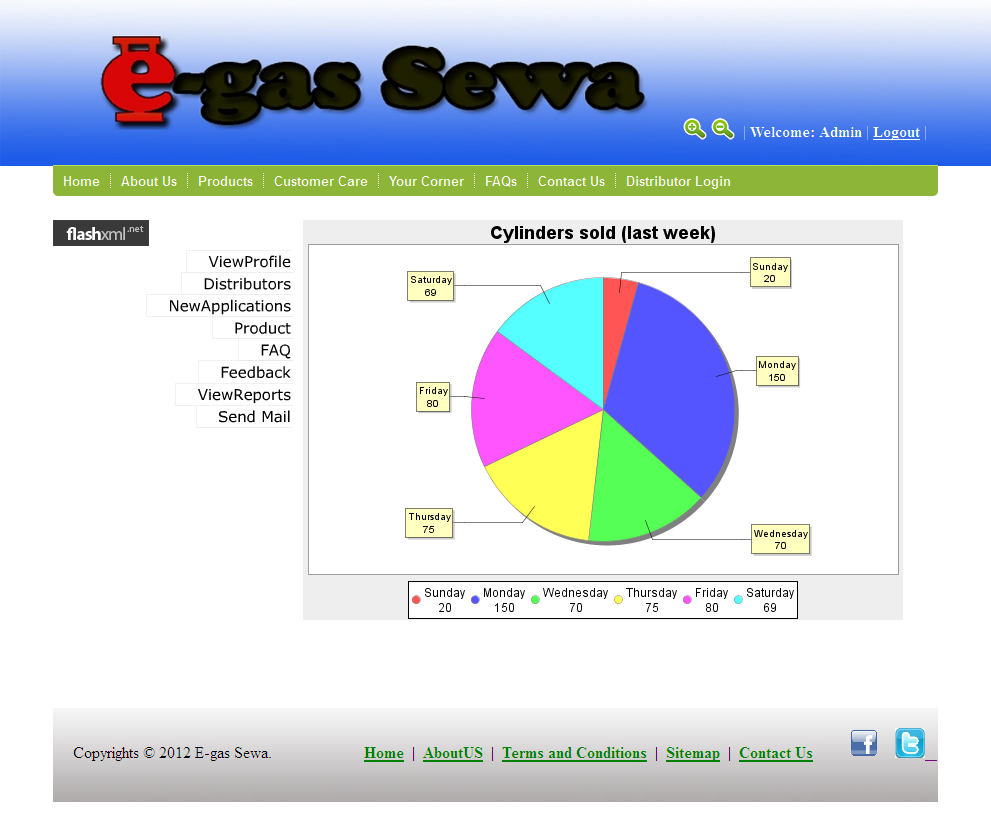 e-gas Sewa
| Welcome: Admin | Logout |
Home
About Us
Products
Customer Care
Your Corner
FAQs
Contact Us
Distributor Login
flashxml.net
ViewProfile
Distributors
NewApplications
Product
FAQ
Feedback
ViewReports
Send Mail
Cylinders sold (last week)
Sunday
20
Saturday
69
Monday
150
Friday
80
Thursday
75
Wednesday
70
Sunday
20
Monday
150
Wednesday
70
Thursday
75
Friday
80
Saturday
69
Copyrights © 2012 E-gas Sewa.
Home | AboutUS | Terms and Conditions | Sitemap | Contact Us